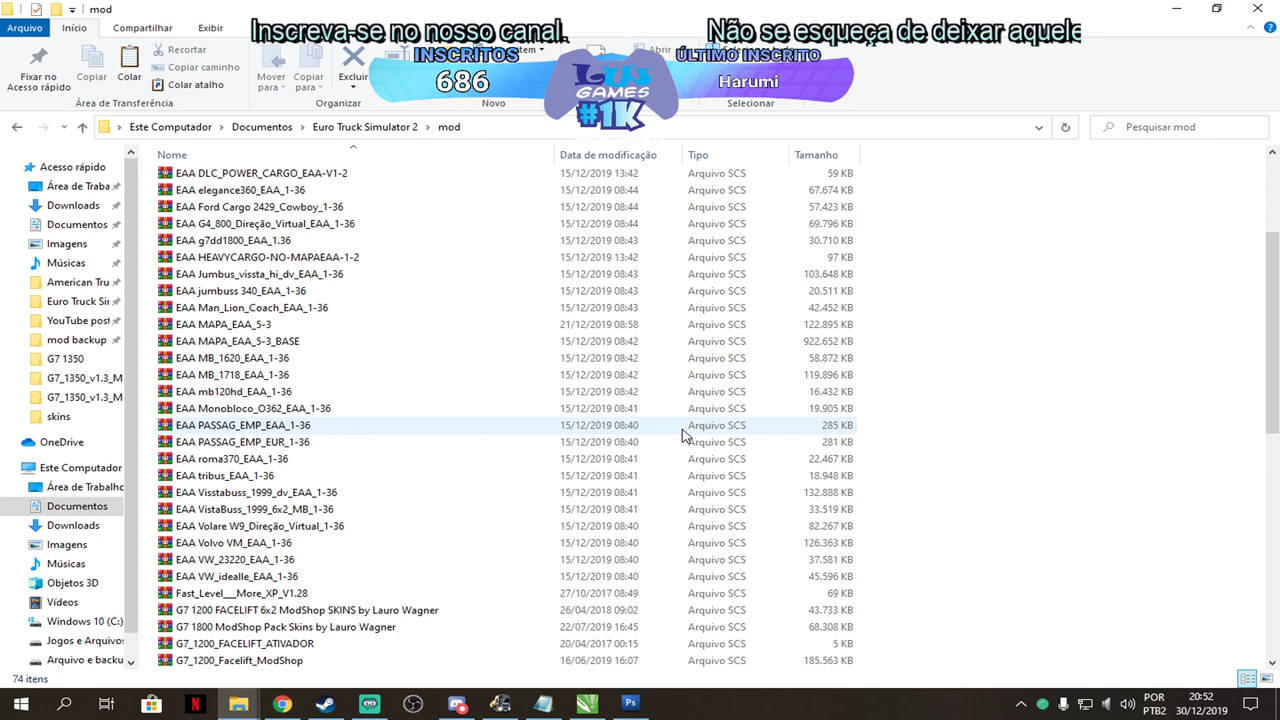 mod
Arquivo Início Compartilhar Exibir
Inscreva-se no nosso canal. Não se esqueça de deixar aquele
INSCRITOS
686
LUS GAMES
#1K
ÚLTIMO INSCRITO
Harumi
Fixar no Acesso rápido
Copiar
Colar
Recortar
Copiar caminho
Colar atalho
Mover para
Copiar para
Excluir
Abrir
Área de Transferência Organizar Novo Selecionar
Este Computador Documentos Euro Truck Simulator 2 mod
Pesquisar mod
Acesso rápido
Área de Traba
Downloads
Documentos
Imagens
Músicas
American Tru
Euro Truck Sir
YouTube post
mod backup
G7 1350
G7_1350_v1.3_M
G7_1350_v1.3_M
skins
OneDrive
Este Computador
Área de Trabalho
Documentos
Downloads
Imagens
Músicas
Objetos 3D
Vídeos
Windows 10 (C:)
Jogos e Arquivos
Arquivo e backu
Nome Data de modificação Tipo Tamanho
EAA DLC_POWER_CARGO_EAA-V1-2 15/12/2019 13:42 Arquivo SCS 59 KB
EAA elegance360_EAA_1-36 15/12/2019 08:44 Arquivo SCS 67.674 KB
EAA Ford Cargo 2429_Cowboy_1-36 15/12/2019 08:44 Arquivo SCS 57.423 KB
EAA G4_800_Direção_Virtual_EAA_1-36 15/12/2019 08:44 Arquivo SCS 69.796 KB
EAA g7dd1800_EAA_1.36 15/12/2019 08:43 Arquivo SCS 30.710 KB
EAA HEAVYCARGO-NO-MAPAEAA-1-2 15/12/2019 13:42 Arquivo SCS 97 KB
EAA Jumbus_vissta_hi_dv_EAA_1-36 15/12/2019 08:43 Arquivo SCS 103.648 KB
EAA jumbuss 340_EAA_1-36 15/12/2019 08:43 Arquivo SCS 20.511 KB
EAA Man_Lion_Coach_EAA_1-36 15/12/2019 08:43 Arquivo SCS 42.452 KB
EAA MAPA_EAA_5-3 21/12/2019 08:58 Arquivo SCS 122.895 KB
EAA MAPA_EAA_5-3_BASE 15/12/2019 08:42 Arquivo SCS 922.652 KB
EAA MB_1620_EAA_1-36 15/12/2019 08:42 Arquivo SCS 58.872 KB
EAA MB_1718_EAA_1-36 15/12/2019 08:42 Arquivo SCS 119.896 KB
EAA mb120hd_EAA_1-36 15/12/2019 08:42 Arquivo SCS 16.432 KB
EAA Monobloco_O362_EAA_1-36 15/12/2019 08:41 Arquivo SCS 19.905 KB
EAA PASSAG_EMP_EAA_1-36 15/12/2019 08:40 Arquivo SCS 285 KB
EAA PASSAG_EMP_EUR_1-36 15/12/2019 08:40 Arquivo SCS 281 KB
EAA roma370_EAA_1-36 15/12/2019 08:41 Arquivo SCS 22.467 KB
EAA tribus_EAA_1-36 15/12/2019 08:41 Arquivo SCS 18.948 KB
EAA Visstabuss_1999_dv_EAA_1-36 15/12/2019 08:41 Arquivo SCS 132.888 KB
EAA VistaBuss_1999_6x2_MB_1-36 15/12/2019 08:41 Arquivo SCS 33.519 KB
EAA Volare W9_Direção_Virtual_1-36 15/12/2019 08:40 Arquivo SCS 82.267 KB
EAA Volvo VM_EAA_1-36 15/12/2019 08:40 Arquivo SCS 126.363 KB
EAA VW_23220_EAA_1-36 15/12/2019 08:40 Arquivo SCS 37.581 KB
EAA VW_idealle_EAA_1-36 15/12/2019 08:40 Arquivo SCS 45.596 KB
Fast_Level__More_XP_V1.28 27/10/2017 08:49 Arquivo SCS 69 KB
G7 1200 FACELIFT 6x2 ModShop SKINS by Lauro Wagner 26/04/2018 09:02 Arquivo SCS 43.733 KB
G7 1800 ModShop Pack Skins by Lauro Wagner 22/07/2019 16:45 Arquivo SCS 68.308 KB
G7_1200_FACELIFT_ATIVADOR 20/04/2017 00:15 Arquivo SCS 5 KB
G7_1200_Facelift_ModShop 16/06/2019 16:07 Arquivo SCS 185.563 KB
74 itens
POR
PTB2
20:52
30/12/2019